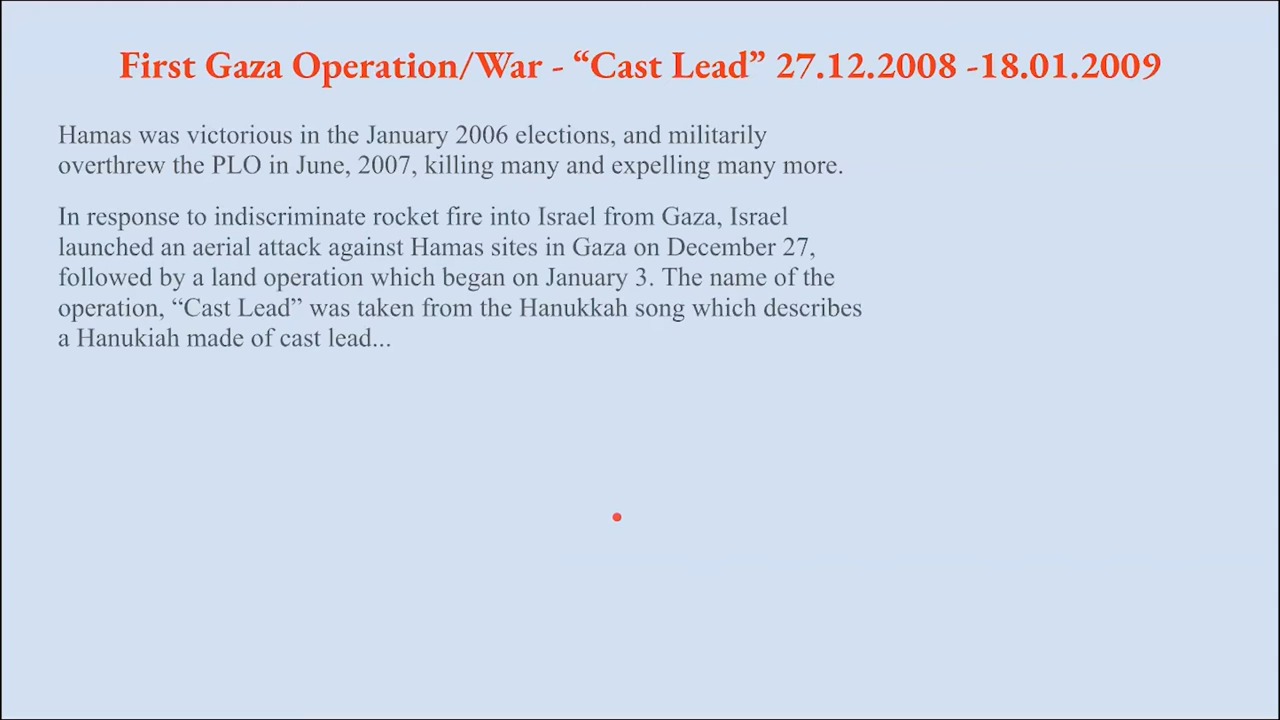 First Gaza Operation/War - “Cast Lead” 27.12.2008 -18.01.2009
Hamas was victorious in the January 2006 elections, and militarily
overthrew the PLO in June, 2007, killing many and expelling many more.
In response to indiscriminate rocket fire into Israel from Gaza, Israel
launched an aerial attack against Hamas sites in Gaza on December 27,
followed by a land operation which began on January 3. The name of the
operation, “Cast Lead” was taken from the Hanukkah song which describes
a Hanukiah made of cast lead...